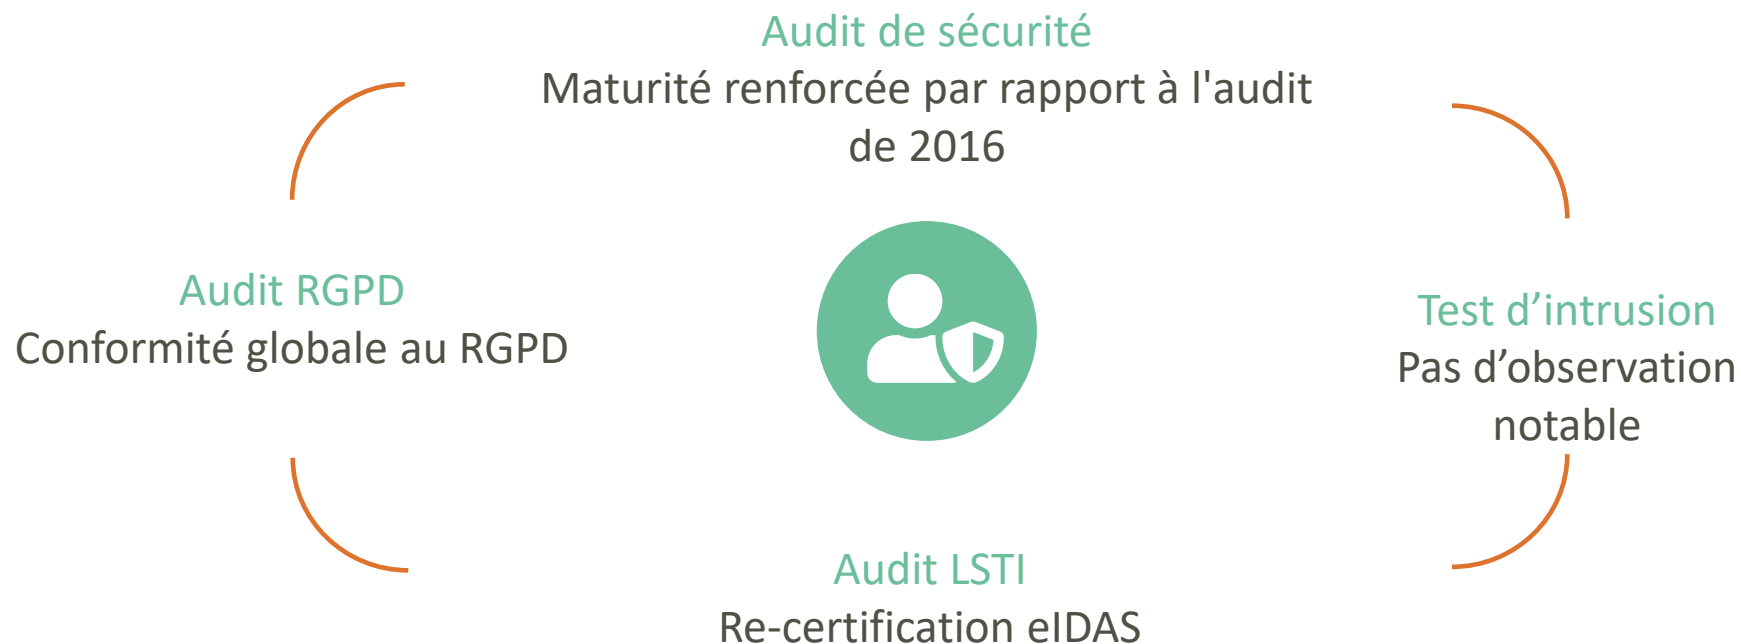 Audit de sécurité
Maturité renforcée par rapport à l'audit
de 2016
Audit RGPD
Conformité globale au RGPD
Test d’intrusion
Pas d’observation
notable
Audit LSTI
Re-certification eIDAS